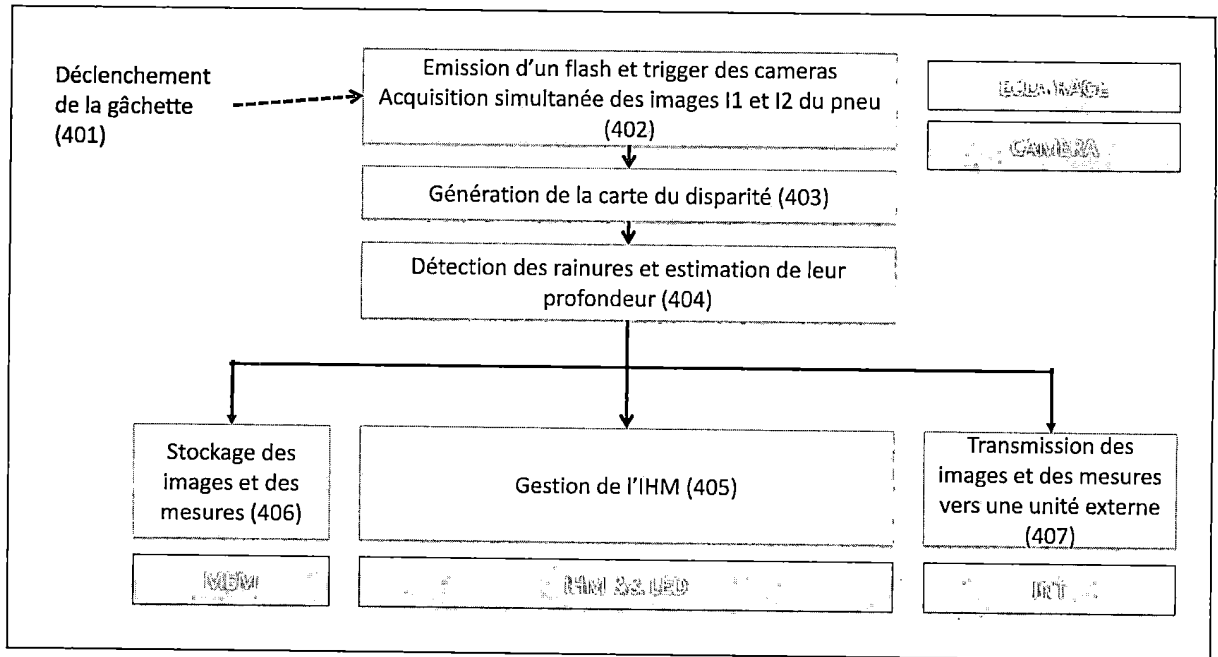 Déclenchement
de la gâchette
(401)
Emission d'un flash et trigger des cameras
Acquisition simultanée des images I1 et I2 du pneu
(402)
ECLAIRAGE
CAMERA
Génération de la carte du disparité (403)
Détection des rainures et estimation de leur
profondeur (404)
Stockage des
images et des
mesures (406)
Gestion de l'IHM (405)
Transmission des
images et des mesures
vers une unité externe
(407)
MEM
LED